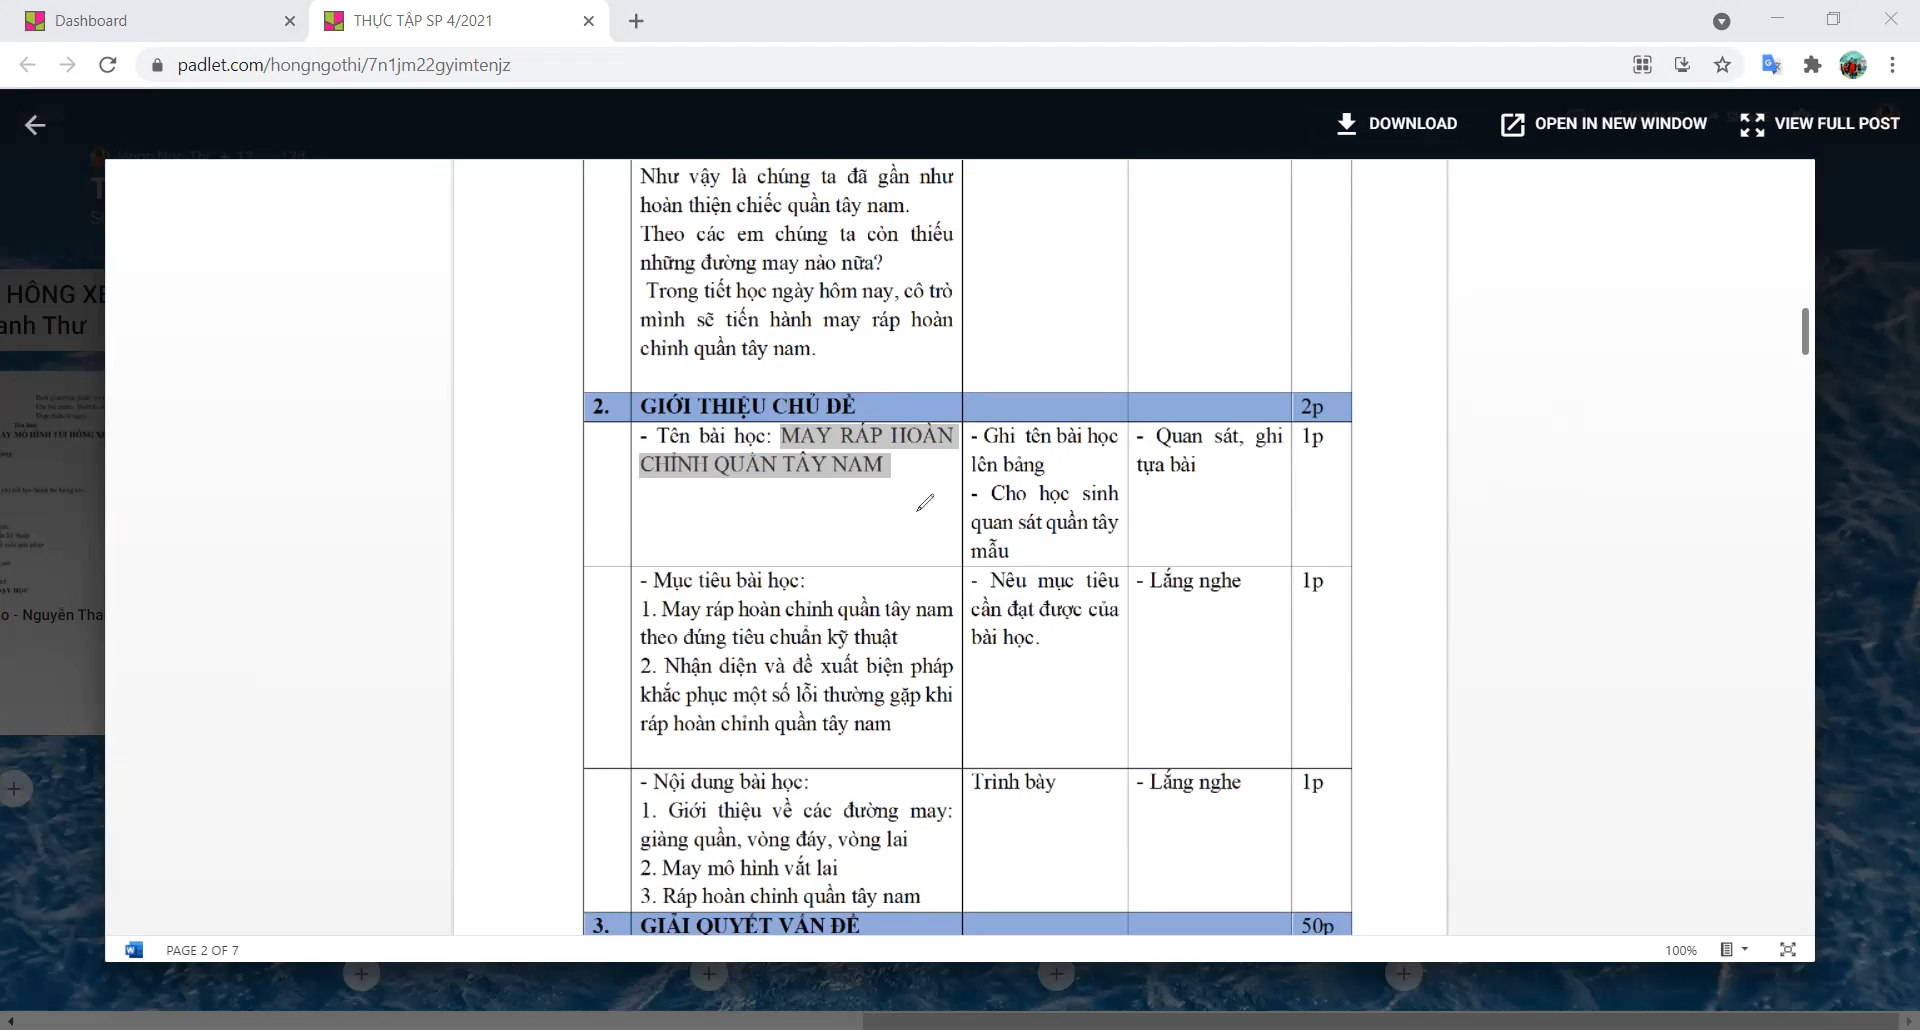 Dashboard
THỰC TẬP SP 4/2021
padlet.com/hongngothi/7n1jm22gyimtenjz
DOWNLOAD
OPEN IN NEW WINDOW
VIEW FULL POST
HÔNG XẺ
anh Thư
o - Nguyên Tha
Như vậy là chúng ta đã gần như
hoàn thiện chiếc quần tây nam.
Theo các em chúng ta còn thiếu
những đường may nào nữa?
Trong tiết học ngày hôm nay, cô trò
mình sẽ tiến hành may ráp hoàn
chỉnh quần tây nam.
2. GIỚI THIỆU CHỦ ĐỀ 2p
- Tên bài học: MAY RÁP HOÀN
CHỈNH QUẦN TÂY NAM
- Ghi tên bài học
lên bảng
- Cho học sinh
quan sát quần tây
mẫu
- Quan sát, ghi
tựa bài
1p
- Mục tiêu bài học:
1. May ráp hoàn chỉnh quần tây nam
theo đúng tiêu chuẩn kỹ thuật
2. Nhận diện và đề xuất biện pháp
khắc phục một số lỗi thường gặp khi
ráp hoàn chỉnh quần tây nam
- Nêu mục tiêu
cần đạt được của
bài học.
- Lắng nghe
1p
- Nội dung bài học:
1. Giới thiệu về các đường may:
giàng quần, vòng đáy, vòng lai
2. May mô hình vắt lai
3. Ráp hoàn chỉnh quần tây nam
Trình bày
- Lắng nghe
1p
3. GIẢI QUYẾT VẤN ĐỀ 50p
PAGE 2 OF 7
100%